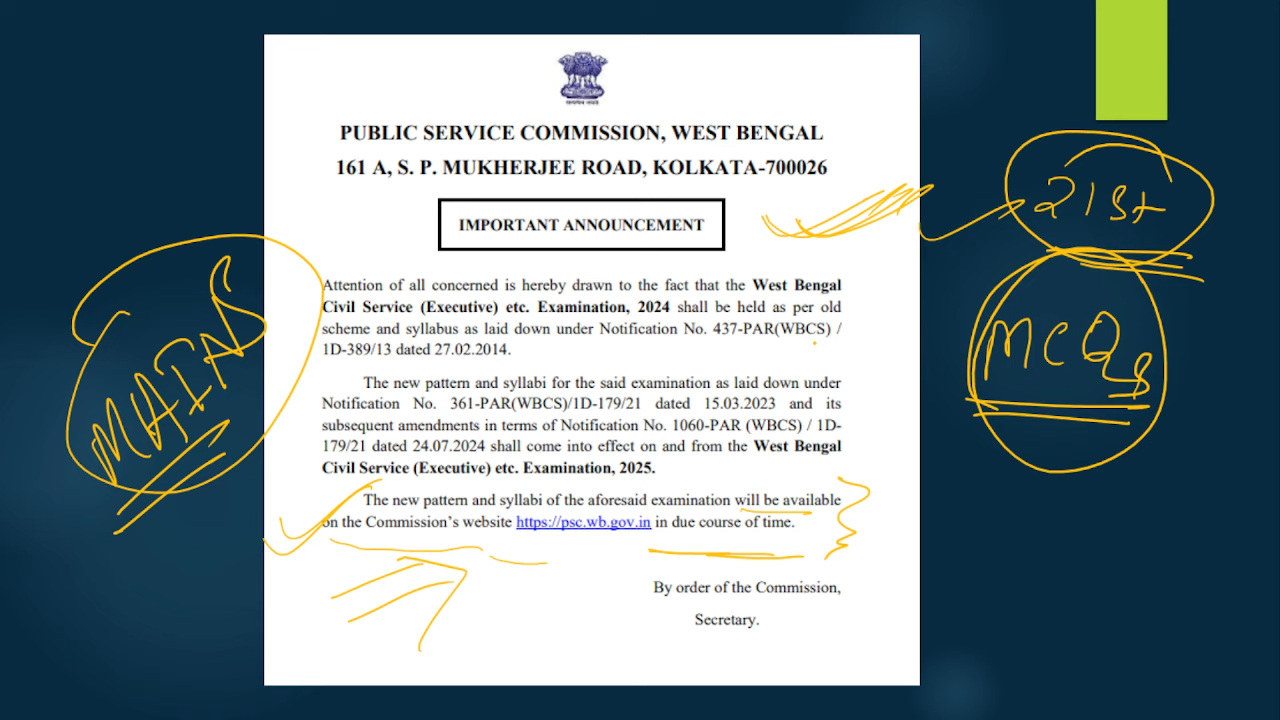 PUBLIC SERVICE COMMISSION, WEST BENGAL
161 A, S. P. MUKHERJEE ROAD, KOLKATA-700026
IMPORTANT ANNOUNCEMENT
21st
MCQs
MAINS
Attention of all concerned is hereby drawn to the fact that the West Bengal
Civil Service (Executive) etc. Examination, 2024 shall be held as per old
scheme and syllabus as laid down under Notification No. 437-PAR(WBCS) /
1D-389/13 dated 27.02.2014.
The new pattern and syllabi for the said examination as laid down under
Notification No. 361-PAR(WBCS)/1D-179/21 dated 15.03.2023 and its
subsequent amendments in terms of Notification No. 1060-PAR (WBCS) / 1D-
179/21 dated 24.07.2024 shall come into effect on and from the West Bengal
Civil Service (Executive) etc. Examination, 2025.
The new pattern and syllabi of the aforesaid examination will be available
on the Commission's website https://psc.wb.gov.in in due course of time.
By order of the Commission,
Secretary.